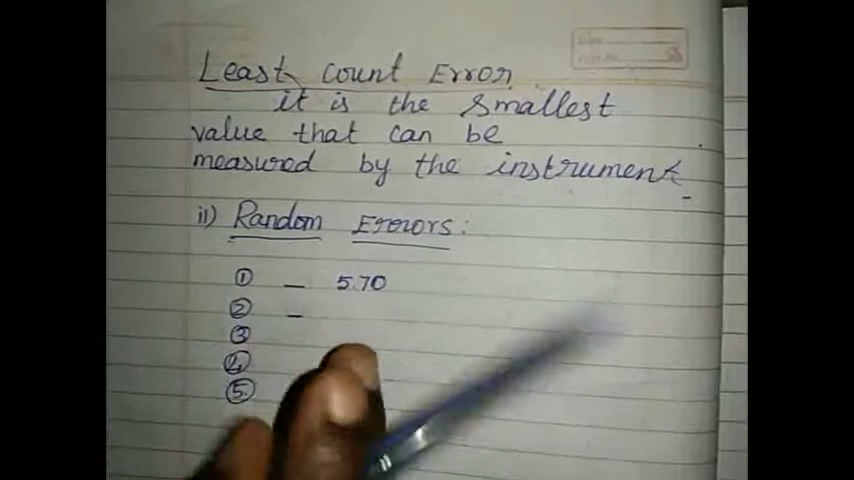 Least count Error
it is the smallest
value that can be
measured by the instrument
ii) Random Errors:
① - 5.70
② -
③
④
⑤